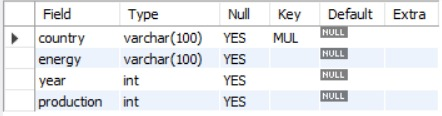 Field Type Null Key Default Extra
country varchar(100) YES MUL NULL
energy varchar(100) YES NULL
year int YES NULL
production int YES NULL